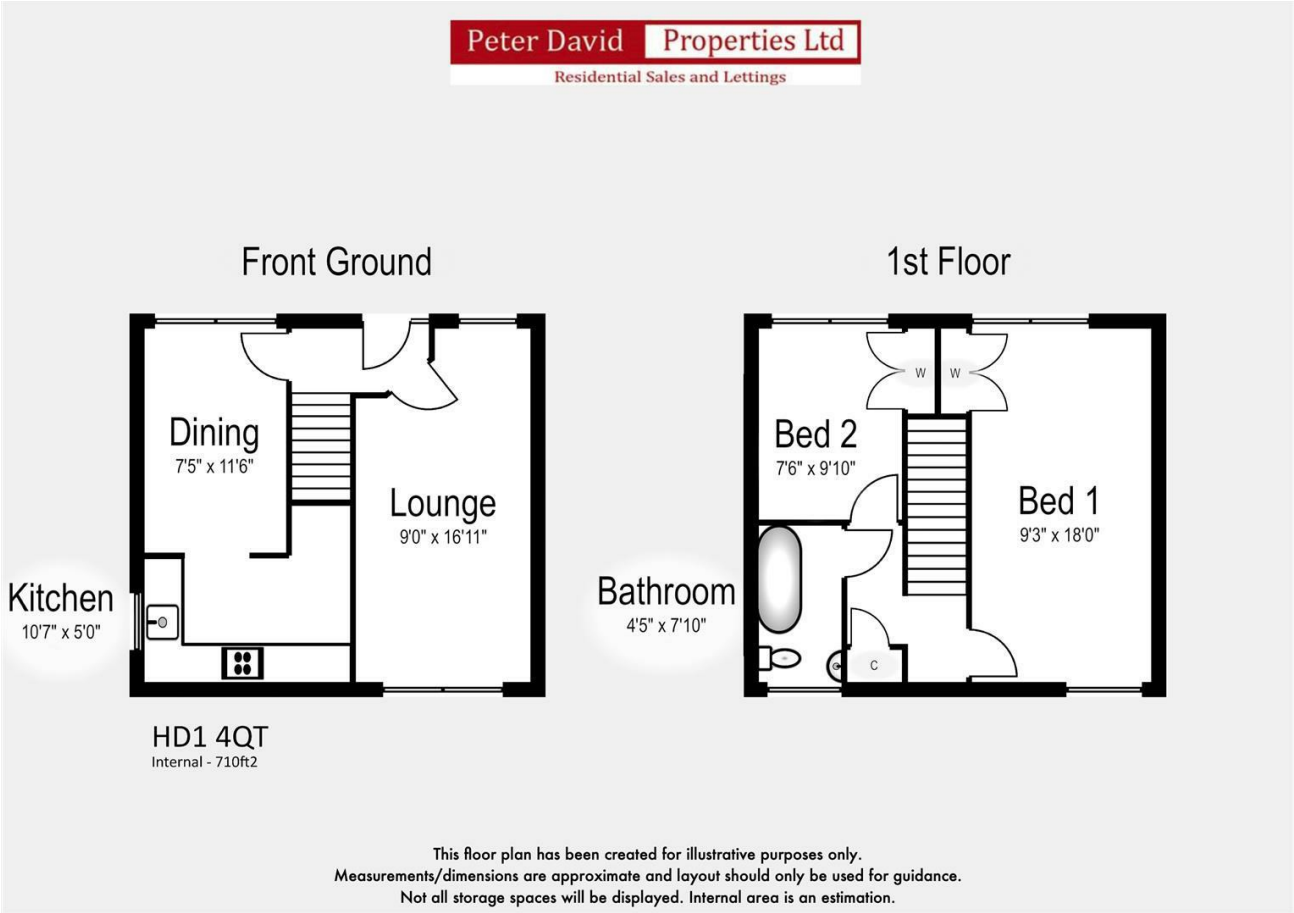 Peter David Properties Ltd
Residential Sales and Lettings
Front Ground
1st Floor
Dining
7'5" x 11'6"
Lounge
9'0" x 16'11"
Kitchen
10'7" x 5'0"
W
W
Bed 2
7'6" x 9'10"
Bed 1
9'3" x 18'0"
Bathroom
4'5" x 7'10"
C
HD1 4QT
Internal - 710ft2
This floor plan has been created for illustrative purposes only.
Measurements/dimensions are approximate and layout should only be used for guidance.
Not all storage spaces will be displayed. Internal area is an estimation.